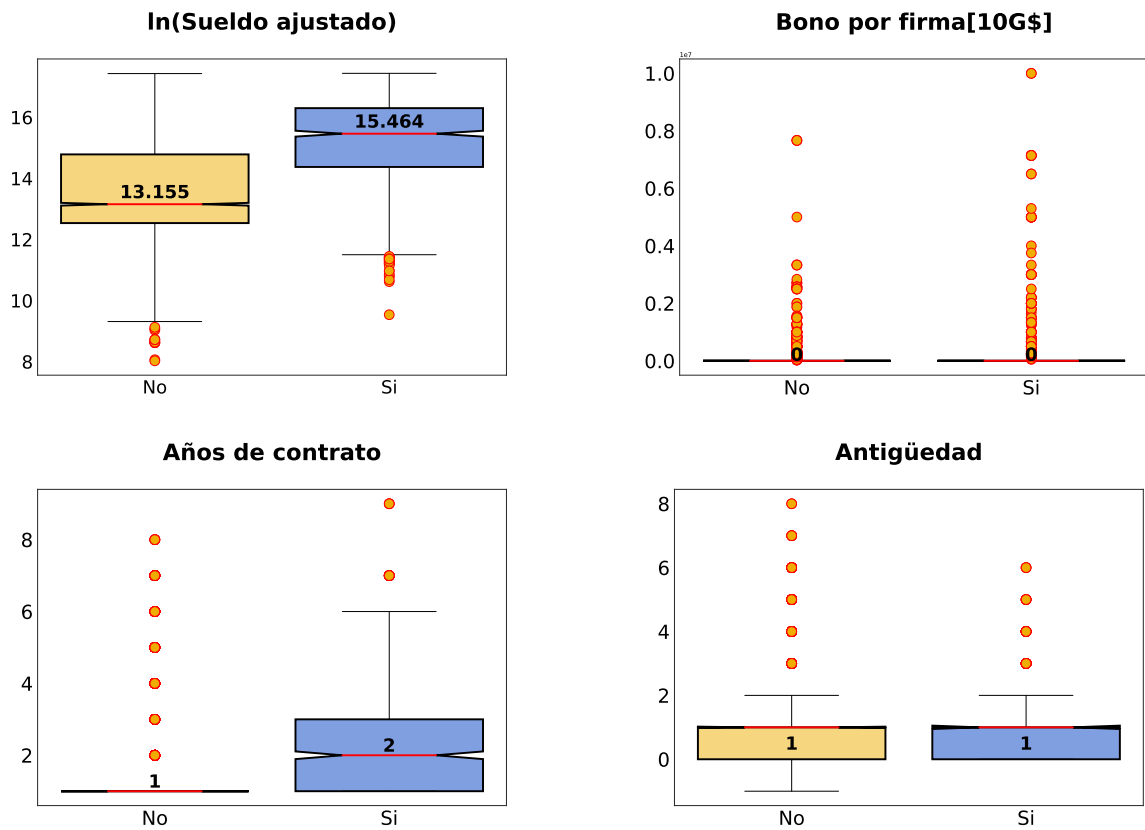 ln(Sueldo ajustado)
16
14
12
10
8
15.464
13.155
No
Si
Bono por firma[10G$]
1e7
1.0
0.8
0.6
0.4
0.2
0.0
0
0
No
Si
Años de contrato
8
6
4
2
2
1
No
Si
Antigüedad
8
6
4
2
0
1
1
No
Si